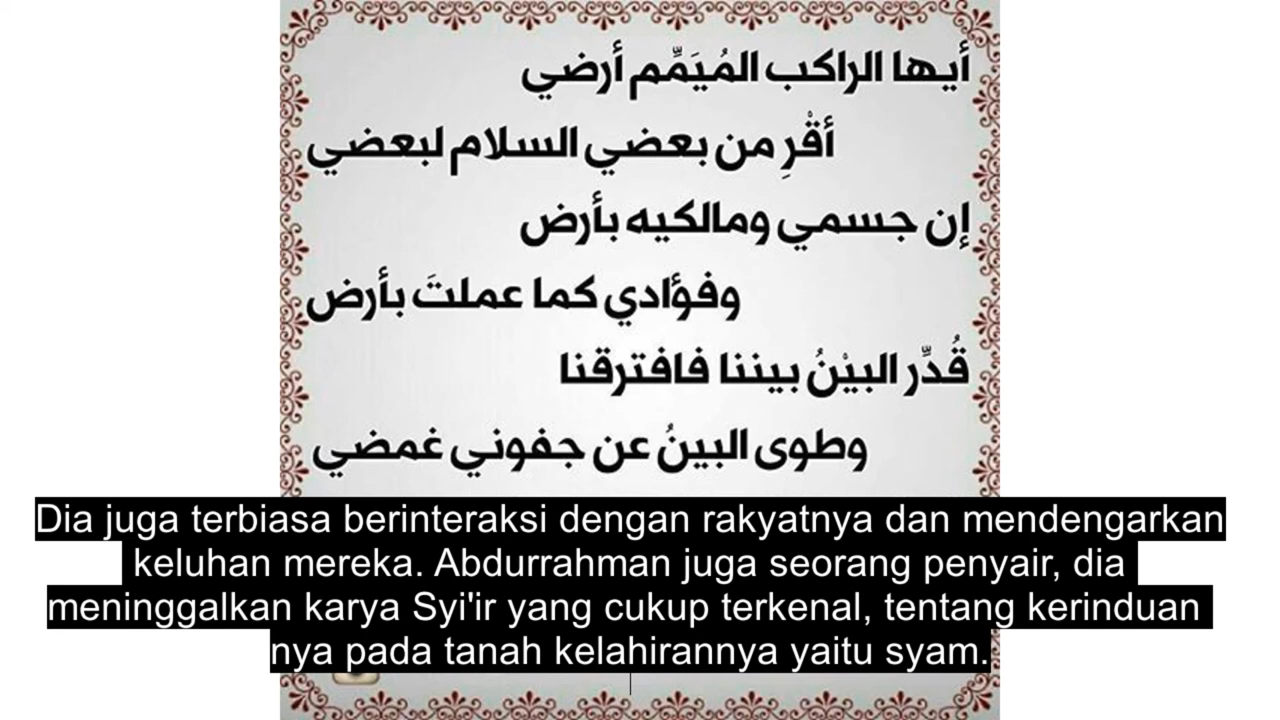 أيها الراكب المُيَمِّم أرضي
أقْرِ من بعضي السلام لبعضي
إن جسمي ومالكيه بأرض
وفؤادي كما عملتَ بأرض
قُدِّر البيْنُ بيننا فافترقنا
وطوى البينُ عن جفوني غمضي
Dia juga terbiasa berinteraksi dengan rakyatnya dan mendengarkan
keluhan mereka. Abdurrahman juga seorang penyair, dia
meninggalkan karya Syi'ir yang cukup terkenal, tentang kerinduan
nya pada tanah kelahirannya yaitu syam.